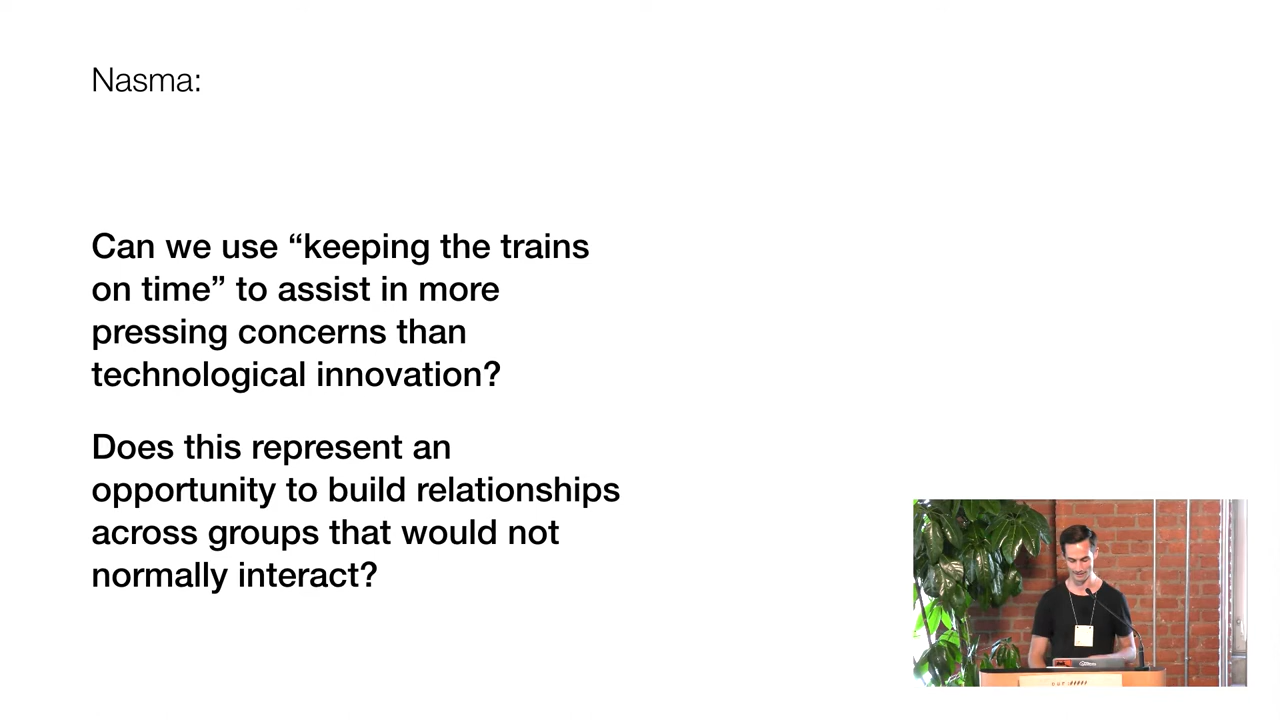 Nasma:
Can we use “keeping the trains
on time” to assist in more
pressing concerns than
technological innovation?
Does this represent an
opportunity to build relationships
across groups that would not
normally interact?